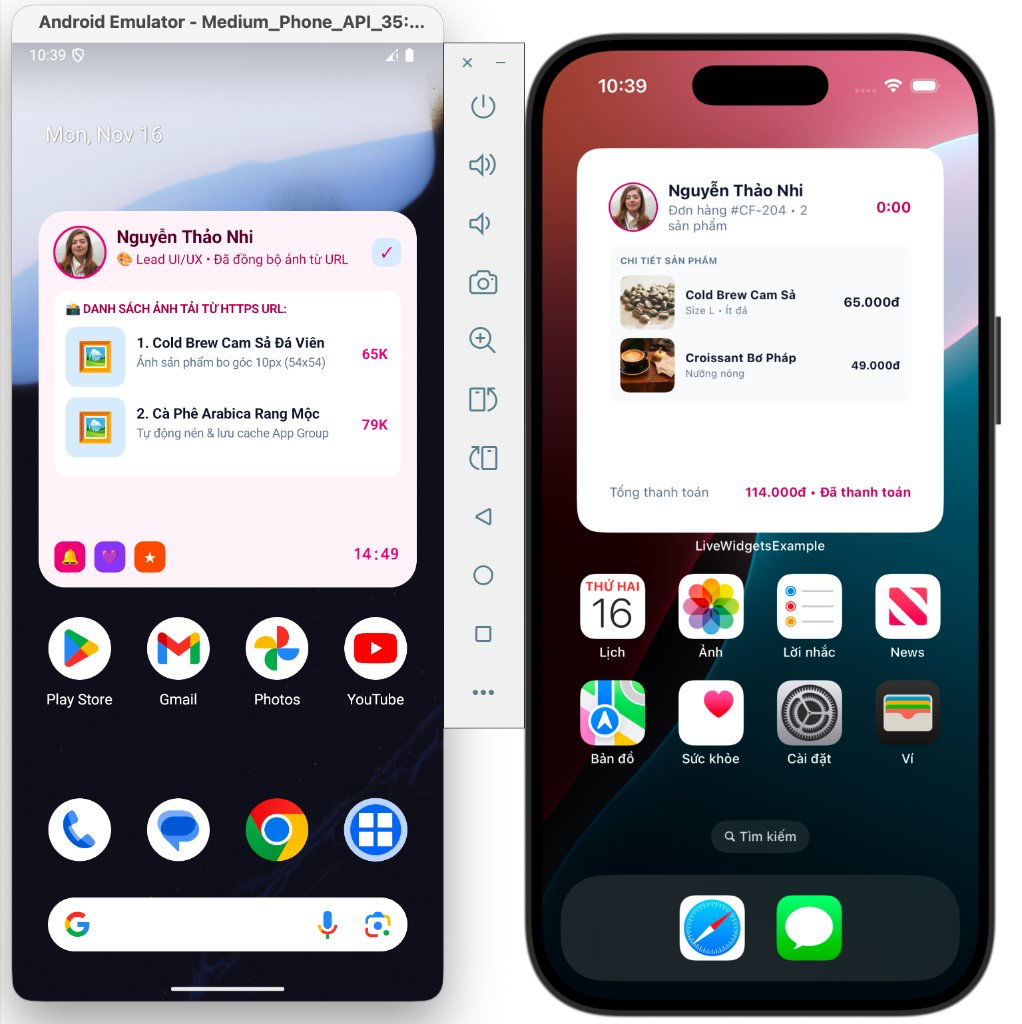 Android Emulator - Medium_Phone_API_35:...
10:39
Mon, Nov 16
Nguyễn Thảo Nhi
🎨 Lead UI/UX • Đã đồng bộ ảnh từ URL
✓
📸 DANH SÁCH ẢNH TẢI TỪ HTTPS URL:
1. Cold Brew Cam Sả Đá Viên
Ảnh sản phẩm bo góc 10px (54x54)
65K
2. Cà Phê Arabica Rang Mộc
Tự động nén & lưu cache App Group
79K
14:49
Play Store
Gmail
Photos
YouTube
10:39
Nguyễn Thảo Nhi
Đơn hàng #CF-204 • 2
sản phẩm
0:00
CHI TIẾT SẢN PHẨM
Cold Brew Cam Sả
Size L • Ít đá
65.000đ
Croissant Bơ Pháp
Nướng nóng
49.000đ
Tổng thanh toán
114.000đ • Đã thanh toán
LiveWidgetsExample
THỨ HAI
16
Lịch
Ảnh
Lời nhắc
News
Bản đồ
Sức khỏe
Cài đặt
Ví
Tìm kiếm